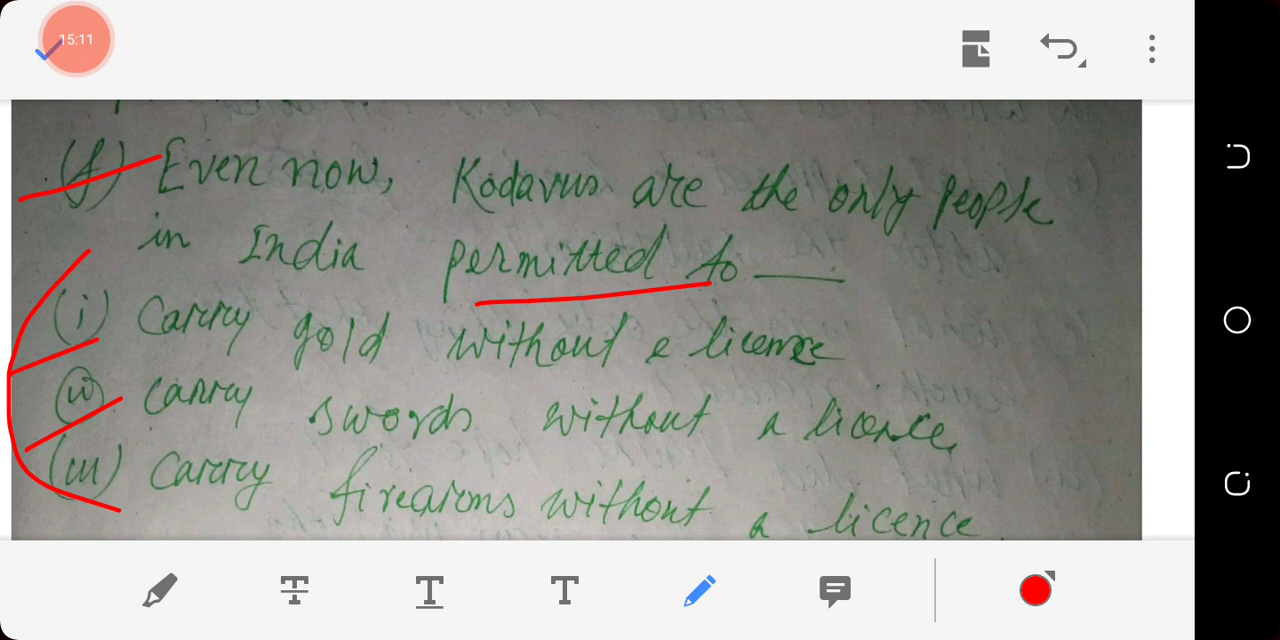 15:11
(f) Even now, Kodavus are the only people
in India permitted to ___
(i) Carry gold without a licence
(ii) Carry swords without a licence
(iii) Carry firearms without a licence.
T T T